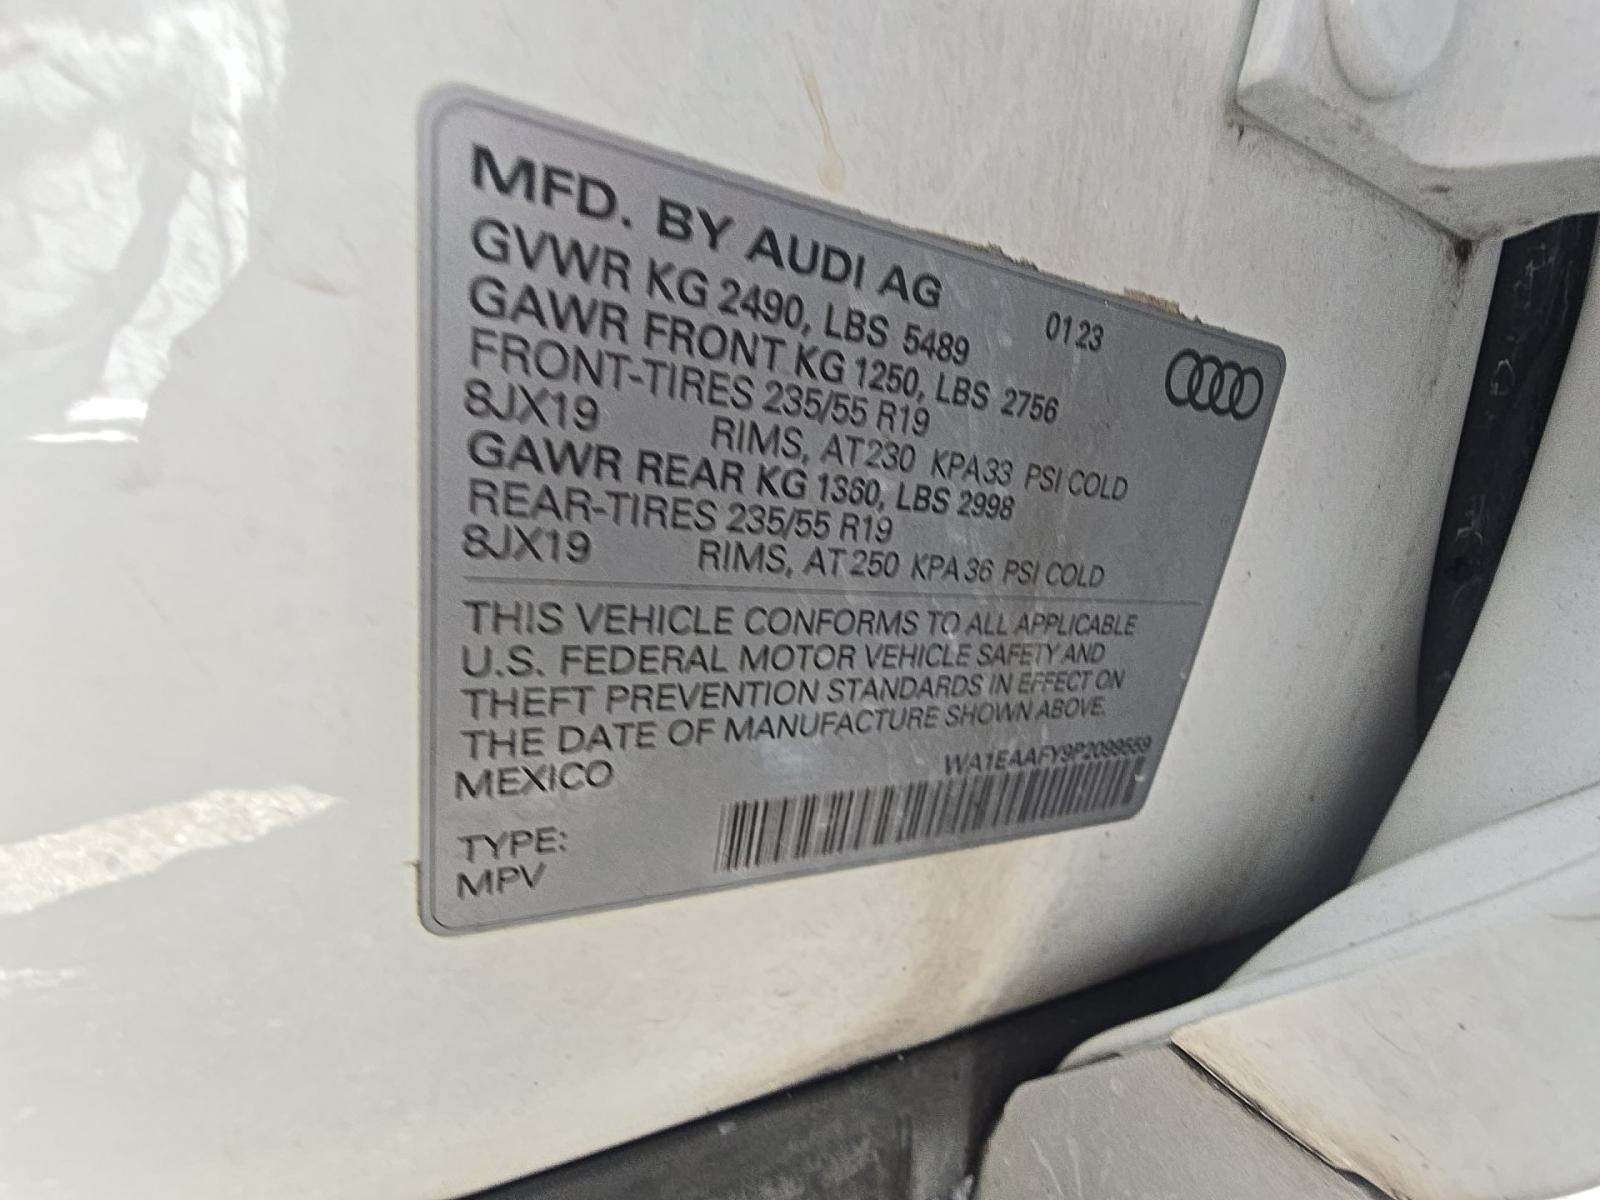 MFD. BY AUDI AG
0123
GVWR KG 2490, LBS 5489
GAWR FRONT KG 1250, LBS 2756
FRONT-TIRES 235/55 R19
8JX19 RIMS, AT 230 KPA 33 PSI COLD
GAWR REAR KG 1360, LBS 2998
REAR-TIRES 235/55 R19
8JX19 RIMS, AT 250 KPA 36 PSI COLD
THIS VEHICLE CONFORMS TO ALL APPLICABLE
U.S. FEDERAL MOTOR VEHICLE SAFETY AND
THEFT PREVENTION STANDARDS IN EFFECT ON
THE DATE OF MANUFACTURE SHOWN ABOVE.
MEXICO
TYPE:
MPV